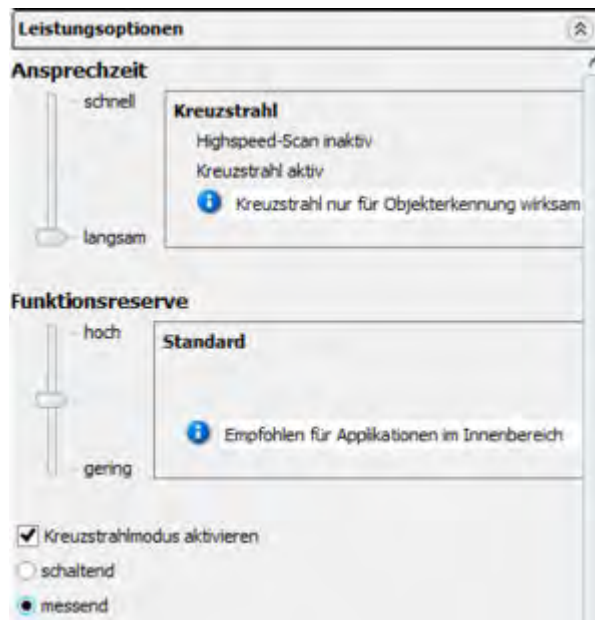 Leistungsoptionen
Ansprechzeit
schnell
Kreuzstrahl
Highspeed-Scan inaktiv
Kreuzstrahl aktiv
Kreuzstrahl nur für Objekterkennung wirksam
langsam
Funktionsreserve
hoch
Standard
Empfohlen für Applikationen im Innenbereich
gering
Kreuzstrahlmodus aktivieren
schaltend
messend